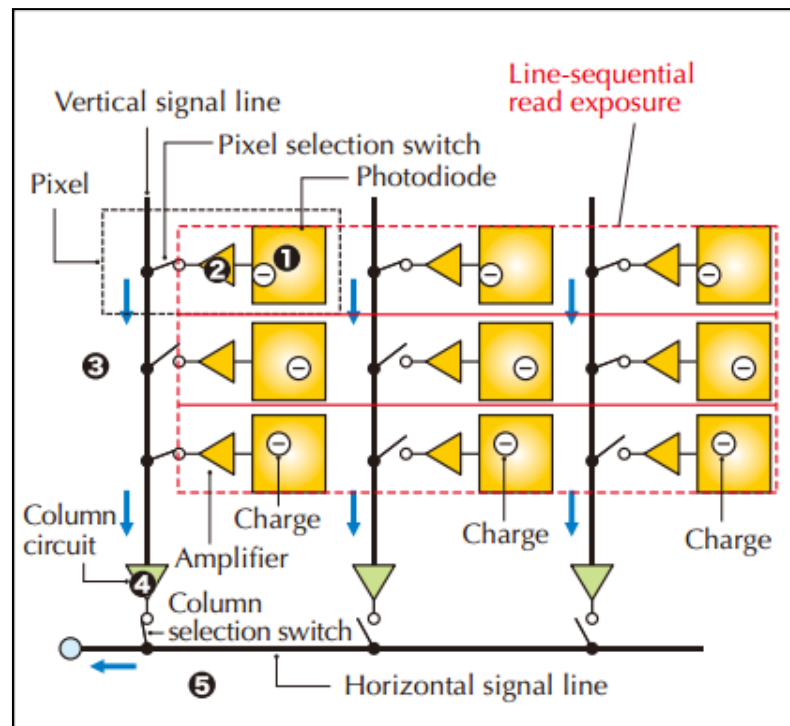 Line-sequential
read exposure
Vertical signal line
Pixel selection switch
Photodiode
Pixel
❶
❷
❸
Charge
Charge
Charge
Column
circuit
Amplifier
❹
Column
selection switch
❺
Horizontal signal line